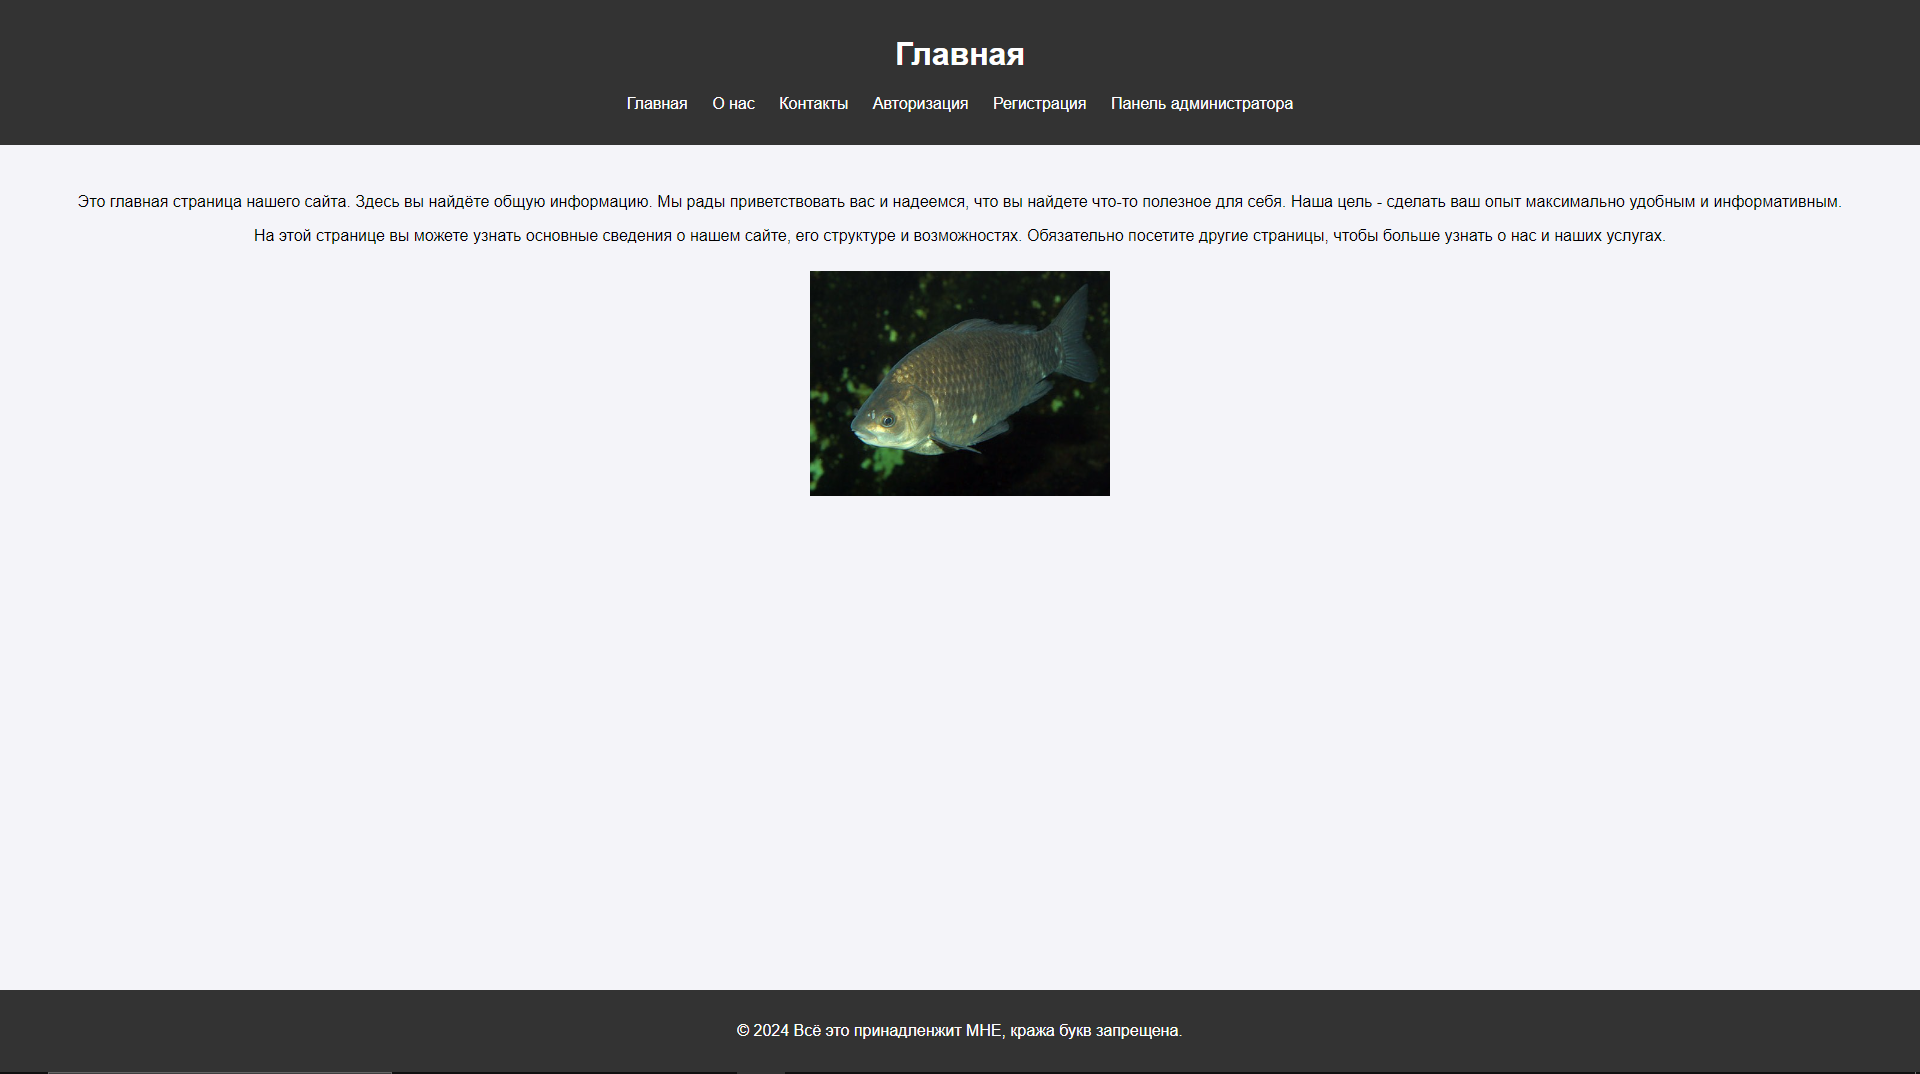 Главная
Главная О нас Контакты Авторизация Регистрация Панель администратора
Это главная страница нашего сайта. Здесь вы найдёте общую информацию. Мы рады приветствовать вас и надеемся, что вы найдете что-то полезное для себя. Наша цель - сделать ваш опыт максимально удобным и информативным.
На этой странице вы можете узнать основные сведения о нашем сайте, его структуре и возможностях. Обязательно посетите другие страницы, чтобы больше узнать о нас и наших услугах.
© 2024 Всё это принадленжит МНЕ, кража букв запрещена.